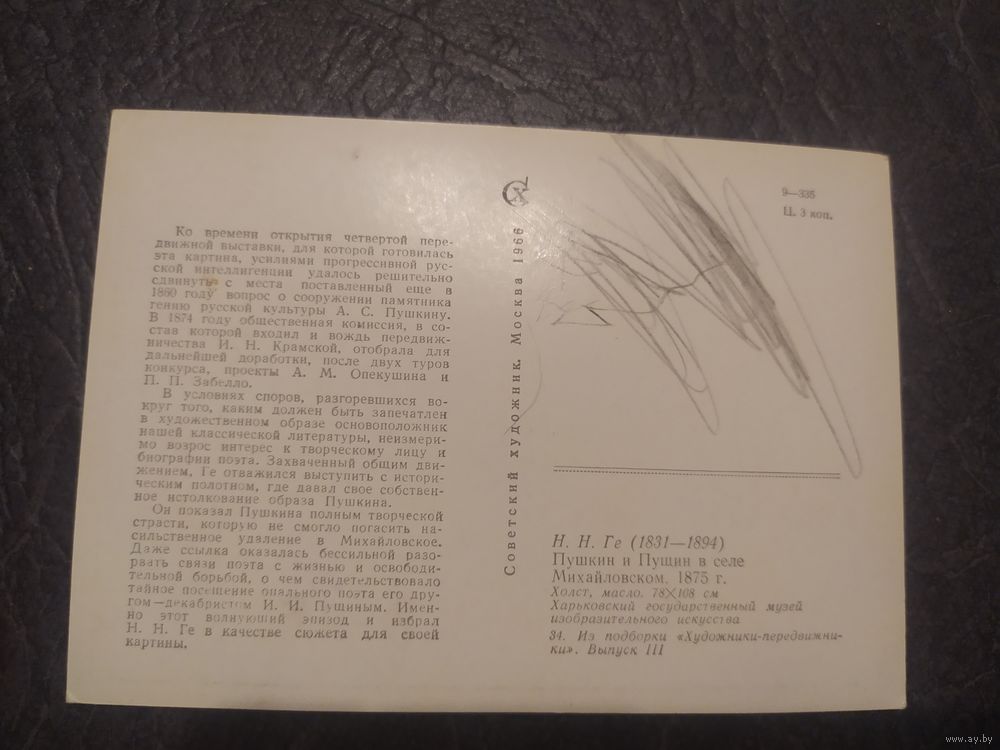 Ко времени открытия четвертой пере-
движной выставки, для которой готовилась
эта картина, усилиями прогрессивной рус-
ской интеллигенции удалось решительно
сдвинуть с места поставленный еще в
1860 году вопрос о сооружении памятника
гению русской культуры А. С. Пушкину.
В 1874 году общественная комиссия, в со-
став которой входил и вождь передвиж-
ничества И. Н. Крамской, отобрала для
дальнейшей доработки, после двух туров
конкурса, проекты А. М. Опекушина и
П. П. Забелло.
В условиях споров, разгоревшихся во-
круг того, каким должен быть запечатлен
в художественном образе основоположник
нашей классической литературы, неизмери-
мо возрос интерес к творческому лицу и
биографии поэта. Захваченный общим дви-
жением, Ге отважился выступить с истори-
ческим полотном, где давал свое собствен-
ное истолкование образа Пушкина.
Он показал Пушкина полным творческой
страсти, которую не смогло погасить на-
сильственное удаление в Михайловское.
Даже ссылка оказалась бессильной разо-
рвать связи поэта с жизнью и освободи-
тельной борьбой, о чем свидетельствовало
тайное посещение опального поэта его дру-
гом—декабристом И. И. Пущиным. Имен-
но этот волнующий эпизод и избрал
Н. Н. Ге в качестве сюжета для своей
картины.
Советский художник. Москва 1966
9—335
Ц. 3 коп.
Н. Н. Ге (1831—1894)
Пушкин и Пущин в селе
Михайловском. 1875 г.
Холст, масло. 78×108 см
Харьковский государственный музей
изобразительного искусства
34. Из подборки «Художники-передвижни-
ки». Выпуск III
www.ay.by